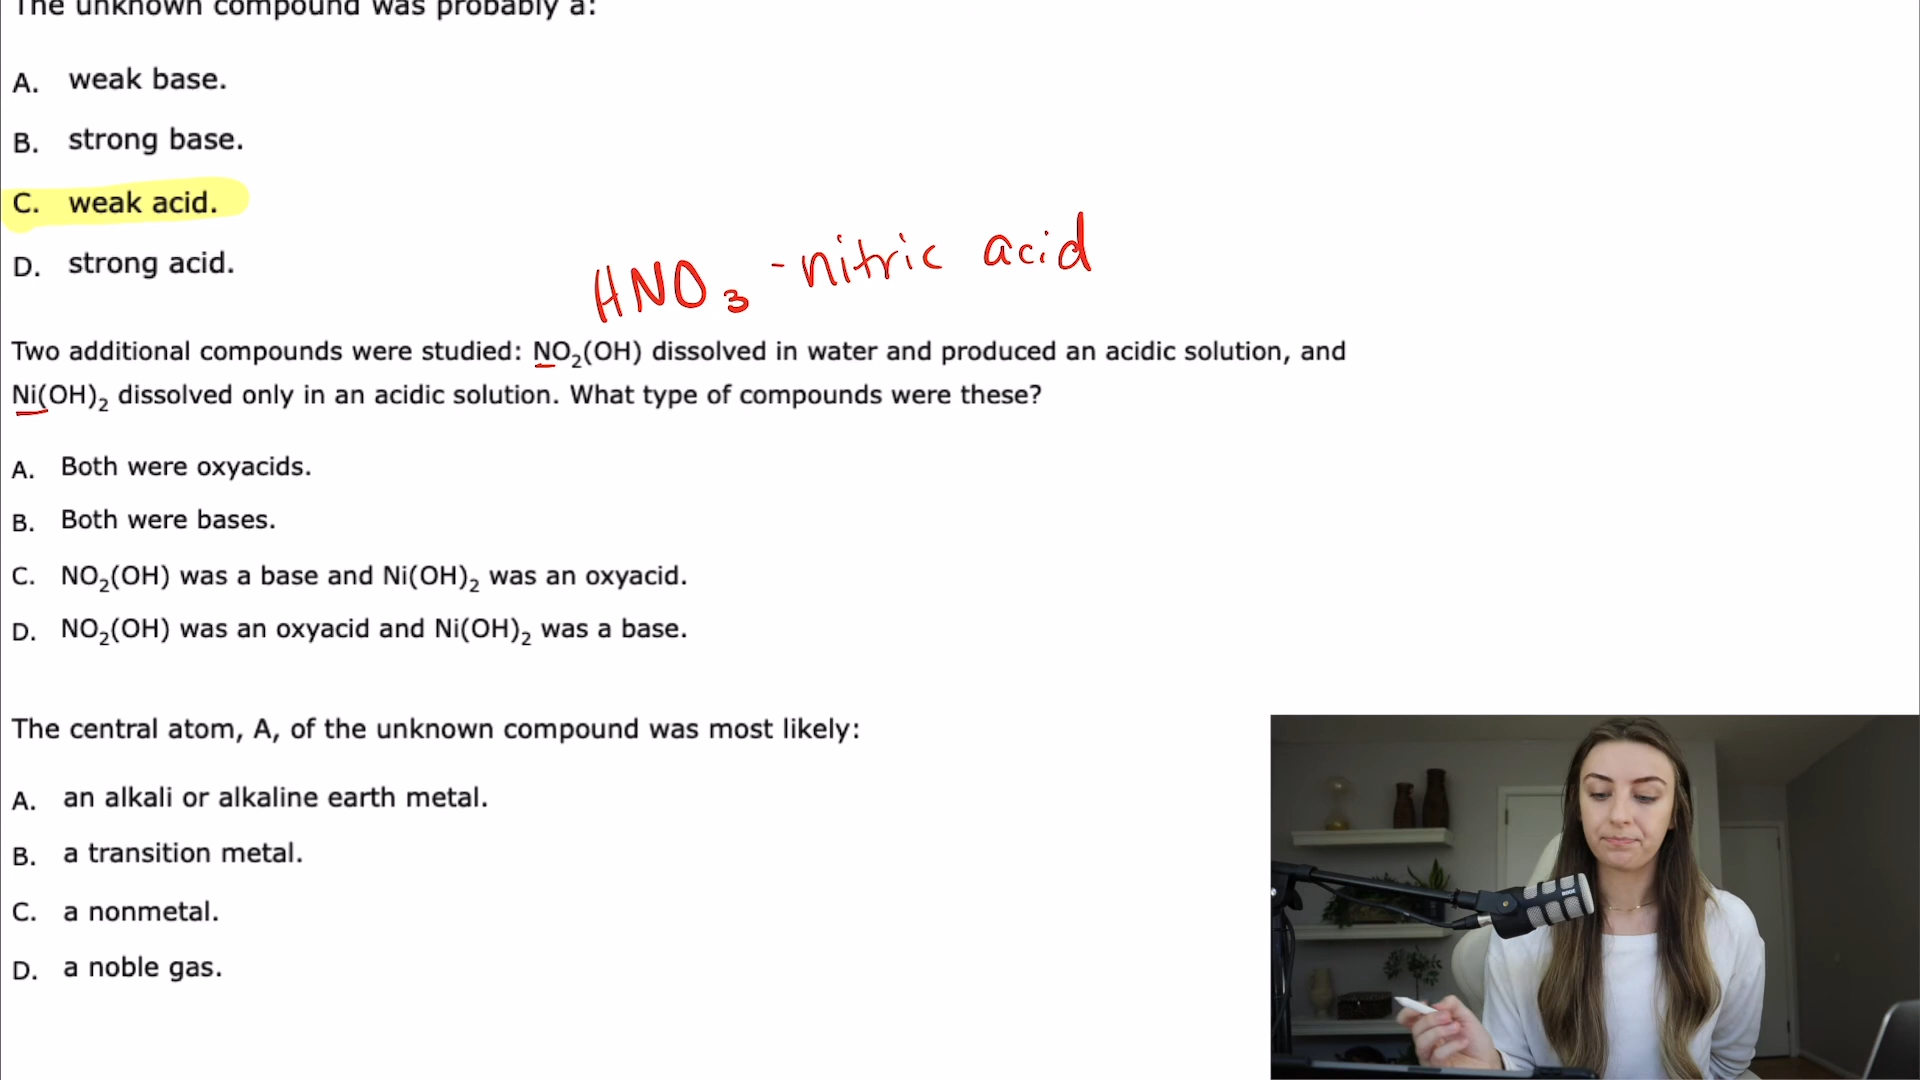 The unknown compound was probably a:
A. weak base.
B. strong base.
C. weak acid.
D. strong acid.
HNO₃ - nitric acid
Two additional compounds were studied: NO₂(OH) dissolved in water and produced an acidic solution, and
Ni(OH)₂ dissolved only in an acidic solution. What type of compounds were these?
A. Both were oxyacids.
B. Both were bases.
C. NO₂(OH) was a base and Ni(OH)₂ was an oxyacid.
D. NO₂(OH) was an oxyacid and Ni(OH)₂ was a base.
The central atom, A, of the unknown compound was most likely:
A. an alkali or alkaline earth metal.
B. a transition metal.
C. a nonmetal.
D. a noble gas.